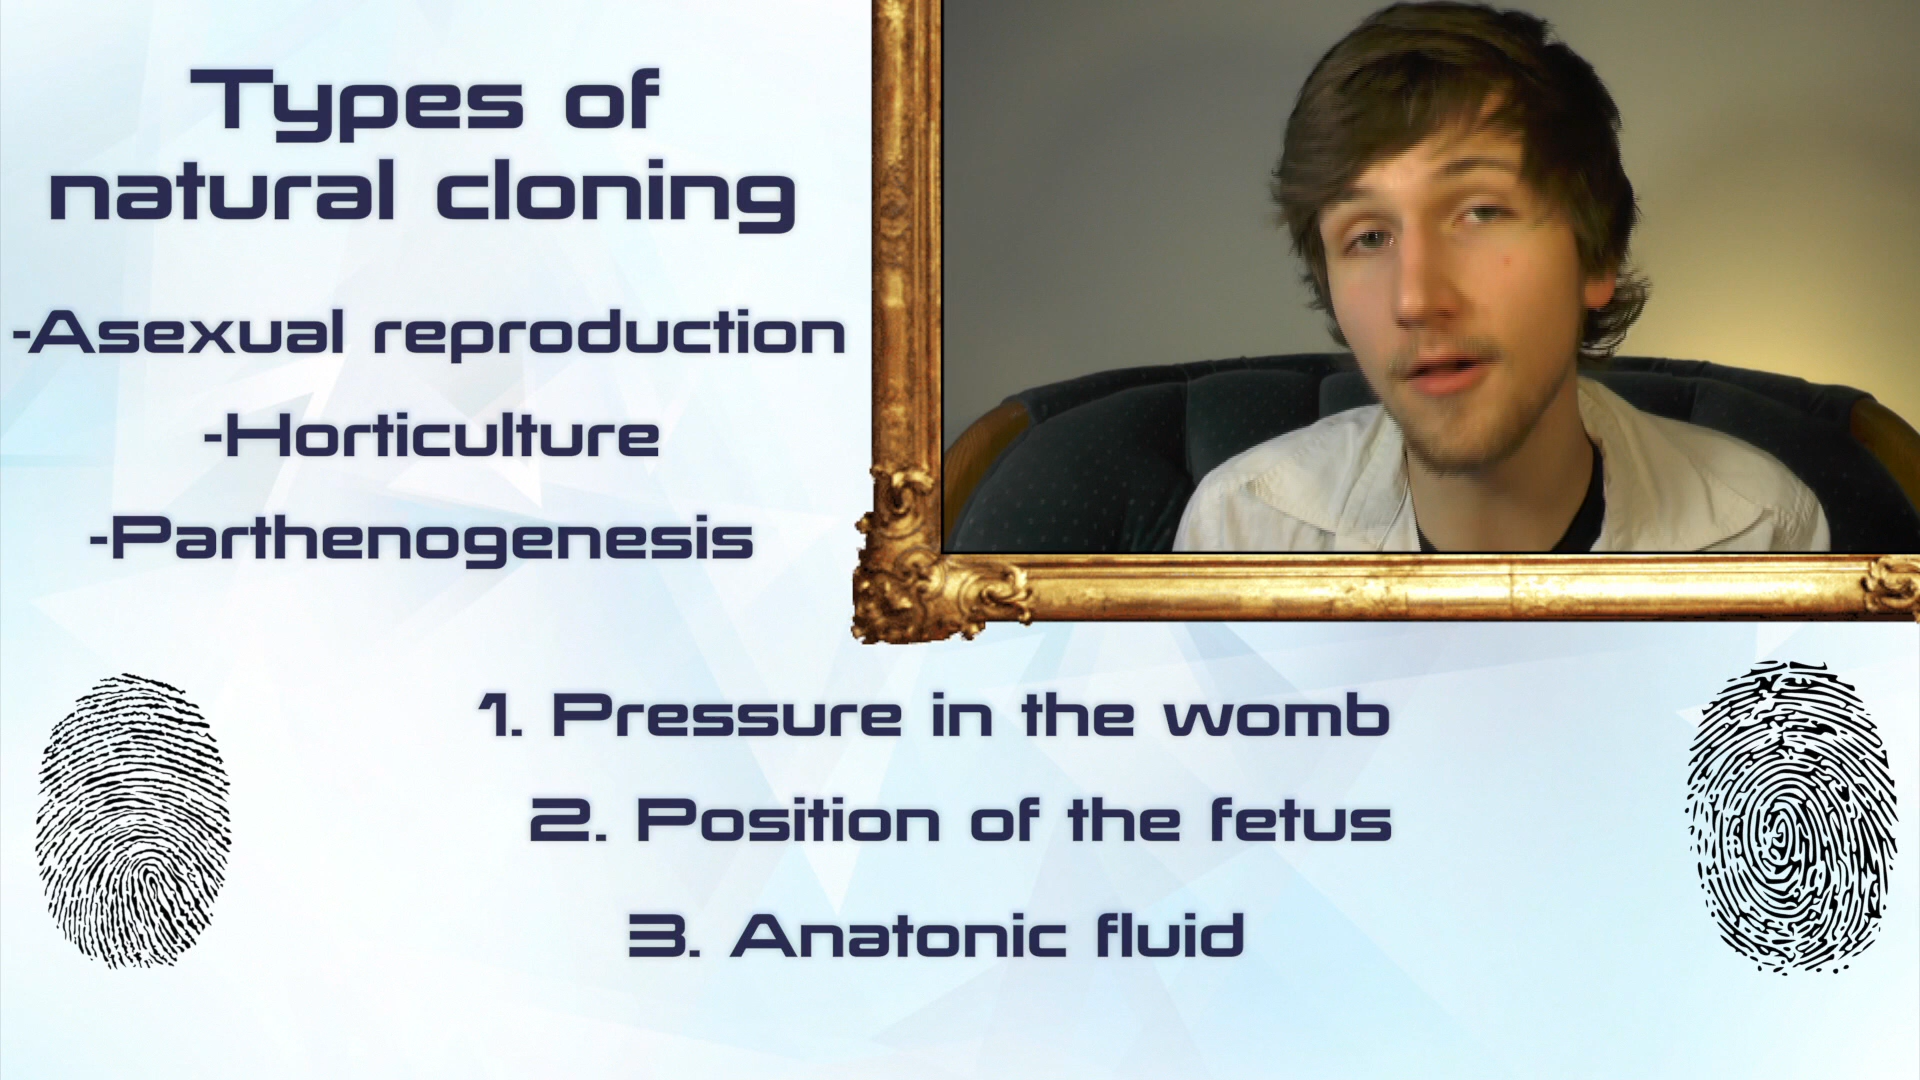 Types of
natural cloning
-Asexual reproduction
-Horticulture
-Parthenogenesis
1. Pressure in the womb
2. Position of the fetus
3. Anatonic fluid